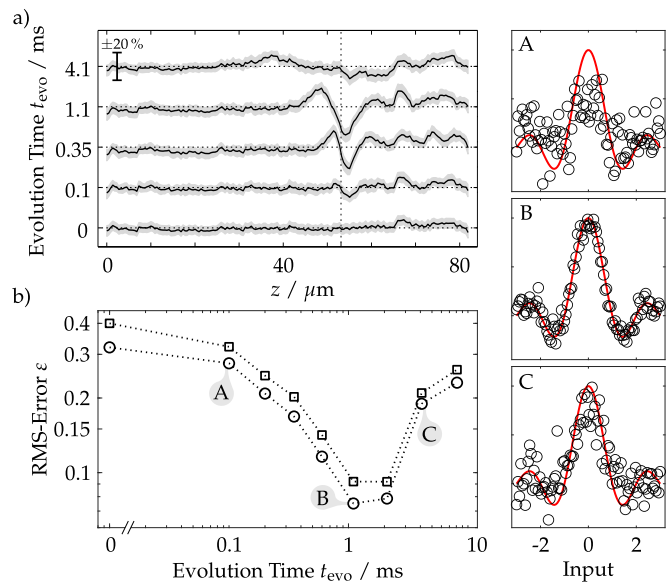 a)
±20 %
4.1
1.1
0.35
0.1
0
Evolution Time t_evo / ms
0 20 40 60 80
z / μm
b)
0.4
0.3
0.2
0.15
0.1
RMS-Error ε
A
B
C
0 0.1 1 10
Evolution Time t_evo / ms
A
B
C
-2 0 2
Input